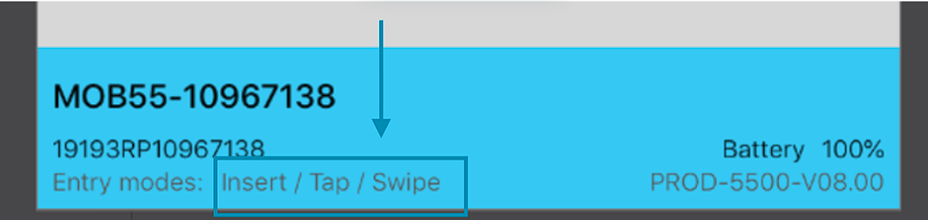 MOB55-10967138
19193RP10967138 Battery 100%
Entry modes: Insert / Tap / Swipe PROD-5500-V08.00